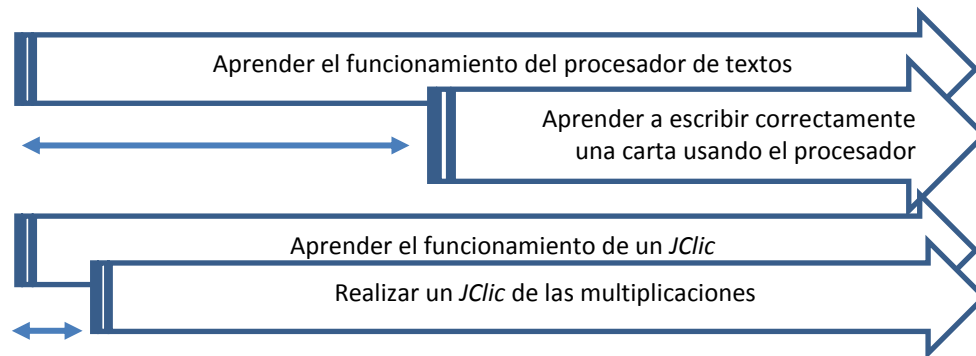 Aprender el funcionamiento del procesador de textos
Aprender a escribir correctamente
una carta usando el procesador
Aprender el funcionamiento de un JClic
Realizar un JClic de las multiplicaciones